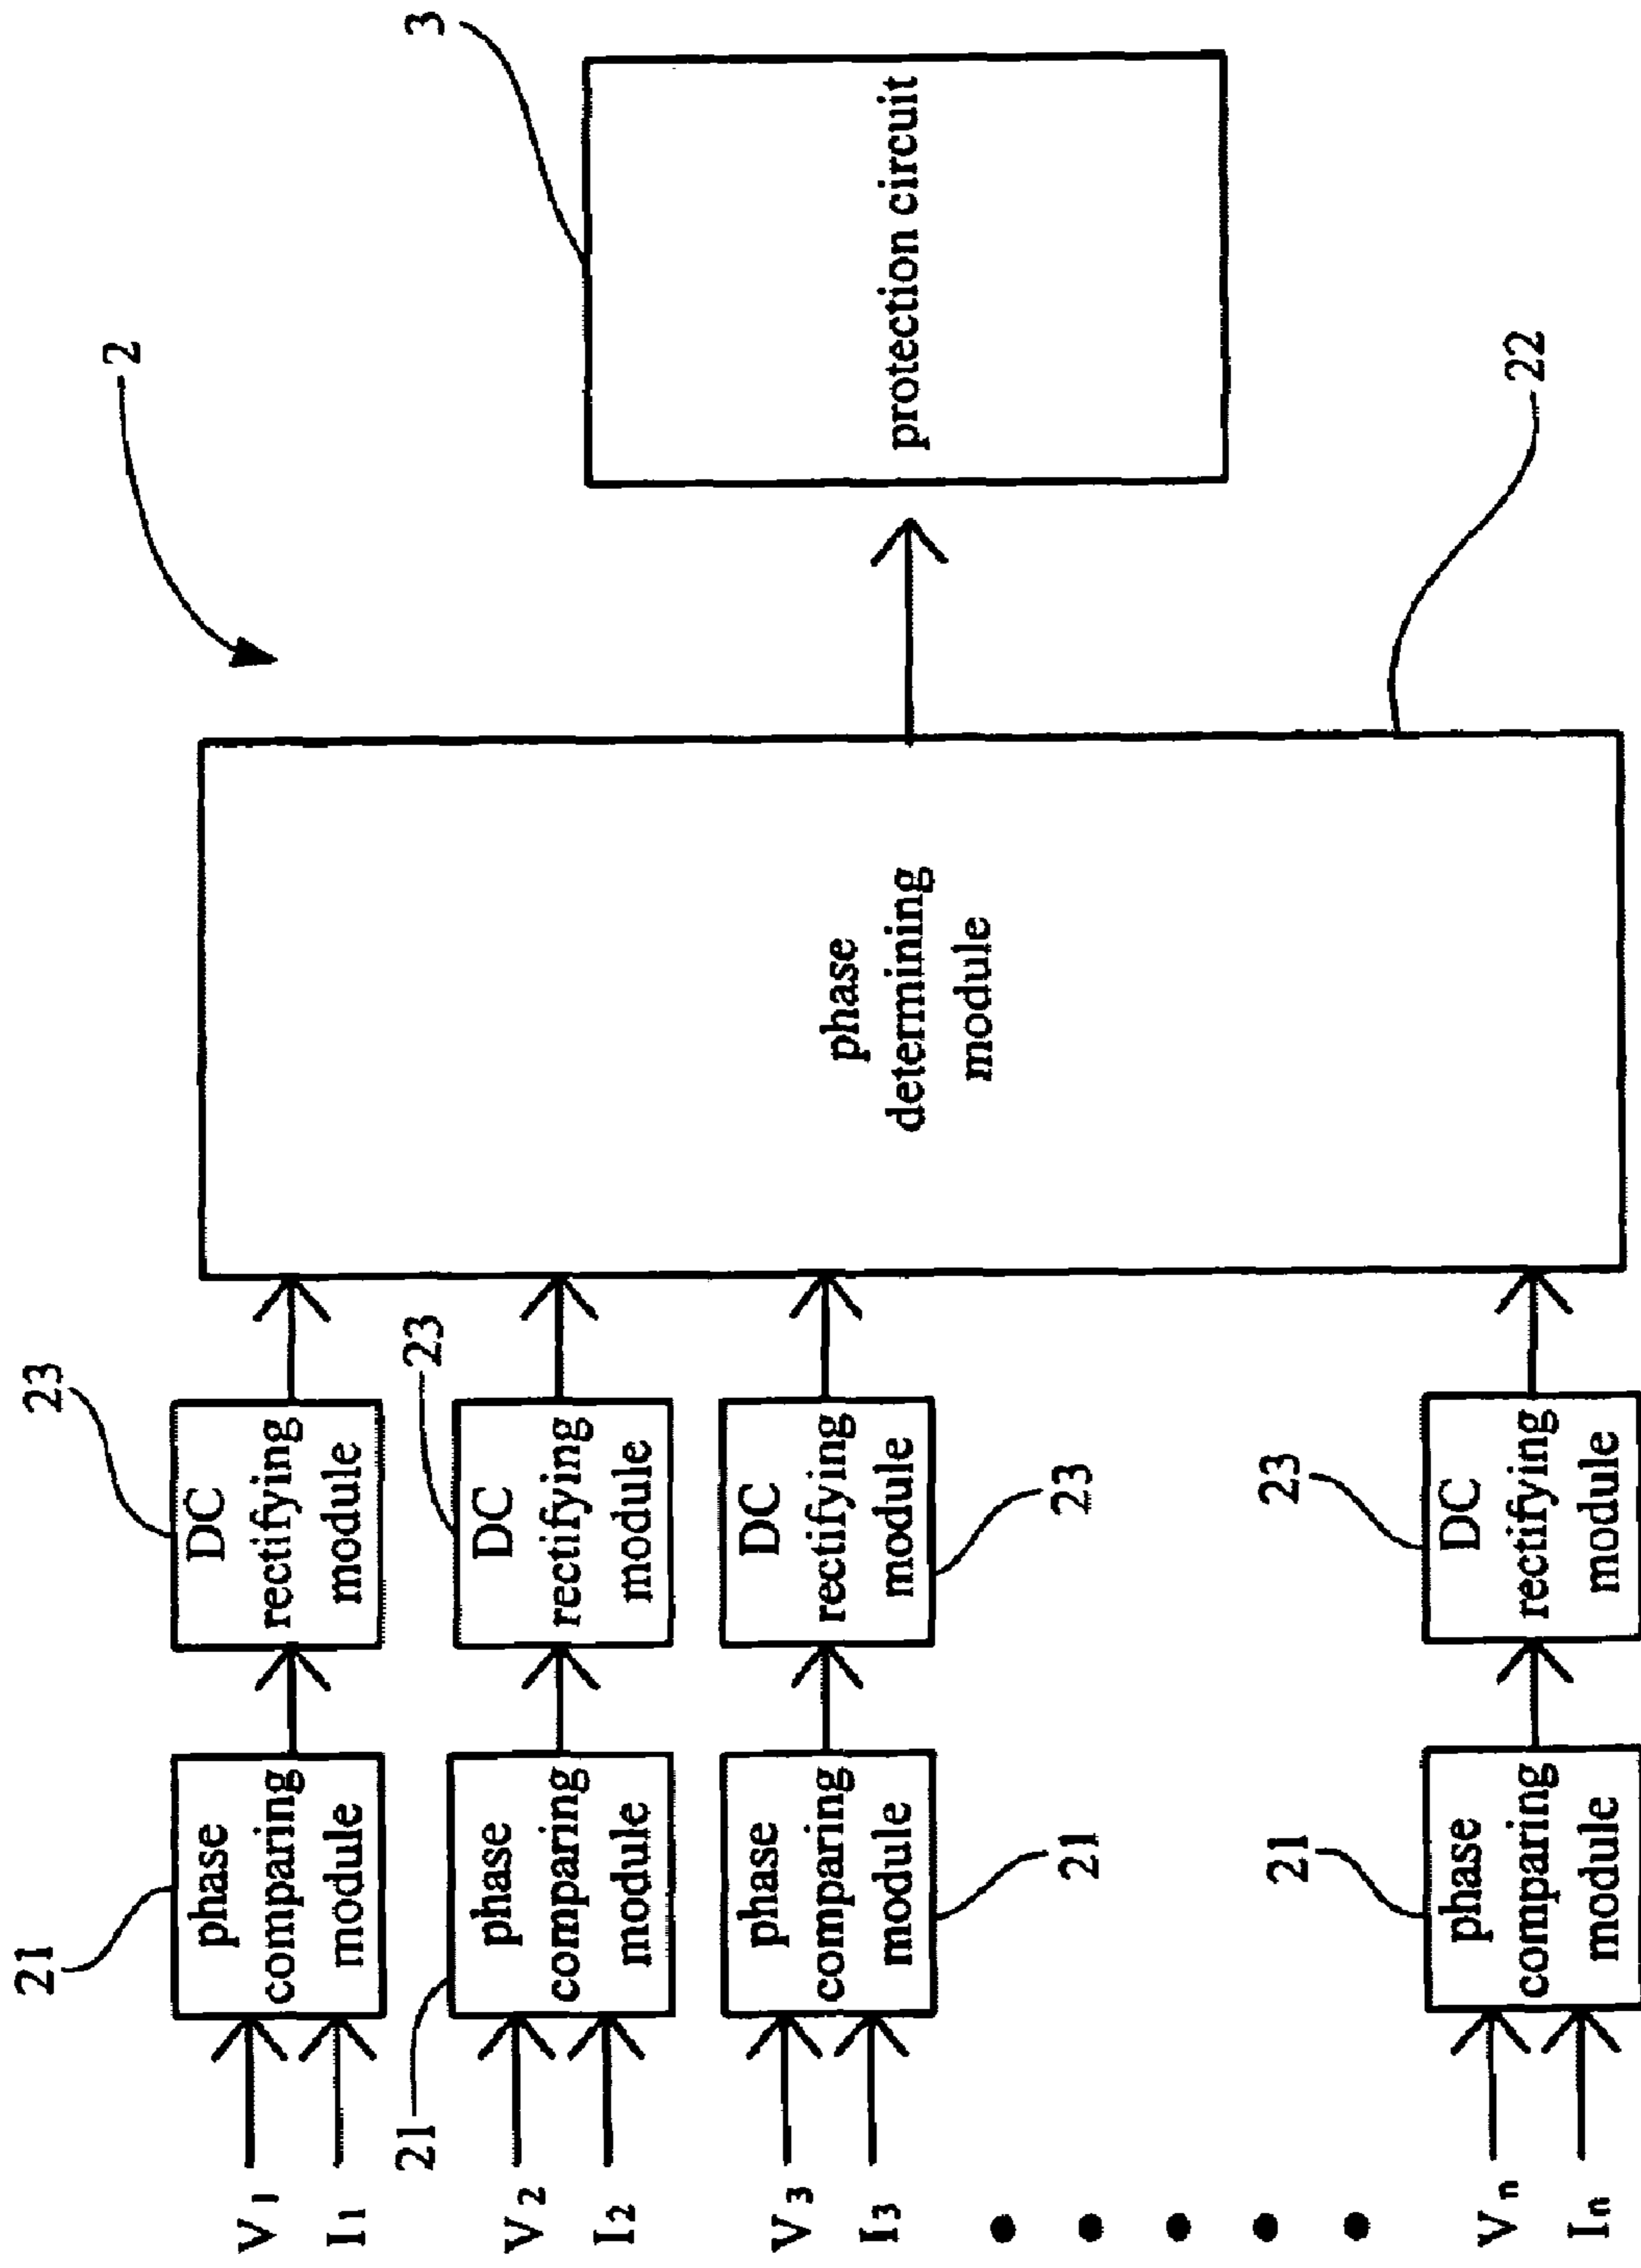 2
3
23
21
V1
I1
phase
comparing
module
DC
rectifying
module
21
23
V2
I2
phase
comparing
module
DC
rectifying
module
V3
I3
phase
comparing
module
DC
rectifying
module
21
23
phase
determining
module
protection circuit
21
23
Vn
In
phase
comparing
module
DC
rectifying
module
22